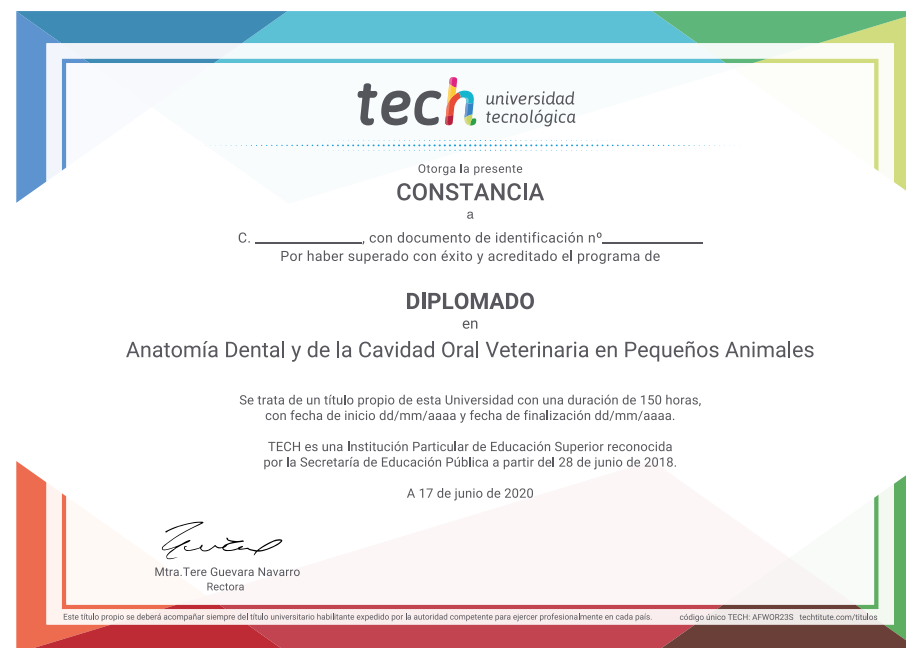 tech universidad
tecnológica
Otorga la presente
CONSTANCIA
a
C. ____________, con documento de identificación nº____________
Por haber superado con éxito y acreditado el programa de
DIPLOMADO
en
Anatomía Dental y de la Cavidad Oral Veterinaria en Pequeños Animales
Se trata de un título propio de esta Universidad con una duración de 150 horas,
con fecha de inicio dd/mm/aaaa y fecha de finalización dd/mm/aaaa.
TECH es una Institución Particular de Educación Superior reconocida
por la Secretaría de Educación Pública a partir del 28 de junio de 2018.
A 17 de junio de 2020
Mtra.Tere Guevara Navarro
Rectora
Este título propio se deberá acompañar siempre del título universitario habilitante expedido por la autoridad competente para ejercer profesionalmente en cada país. código único TECH: AFWOR23S techtitute.com/titulos